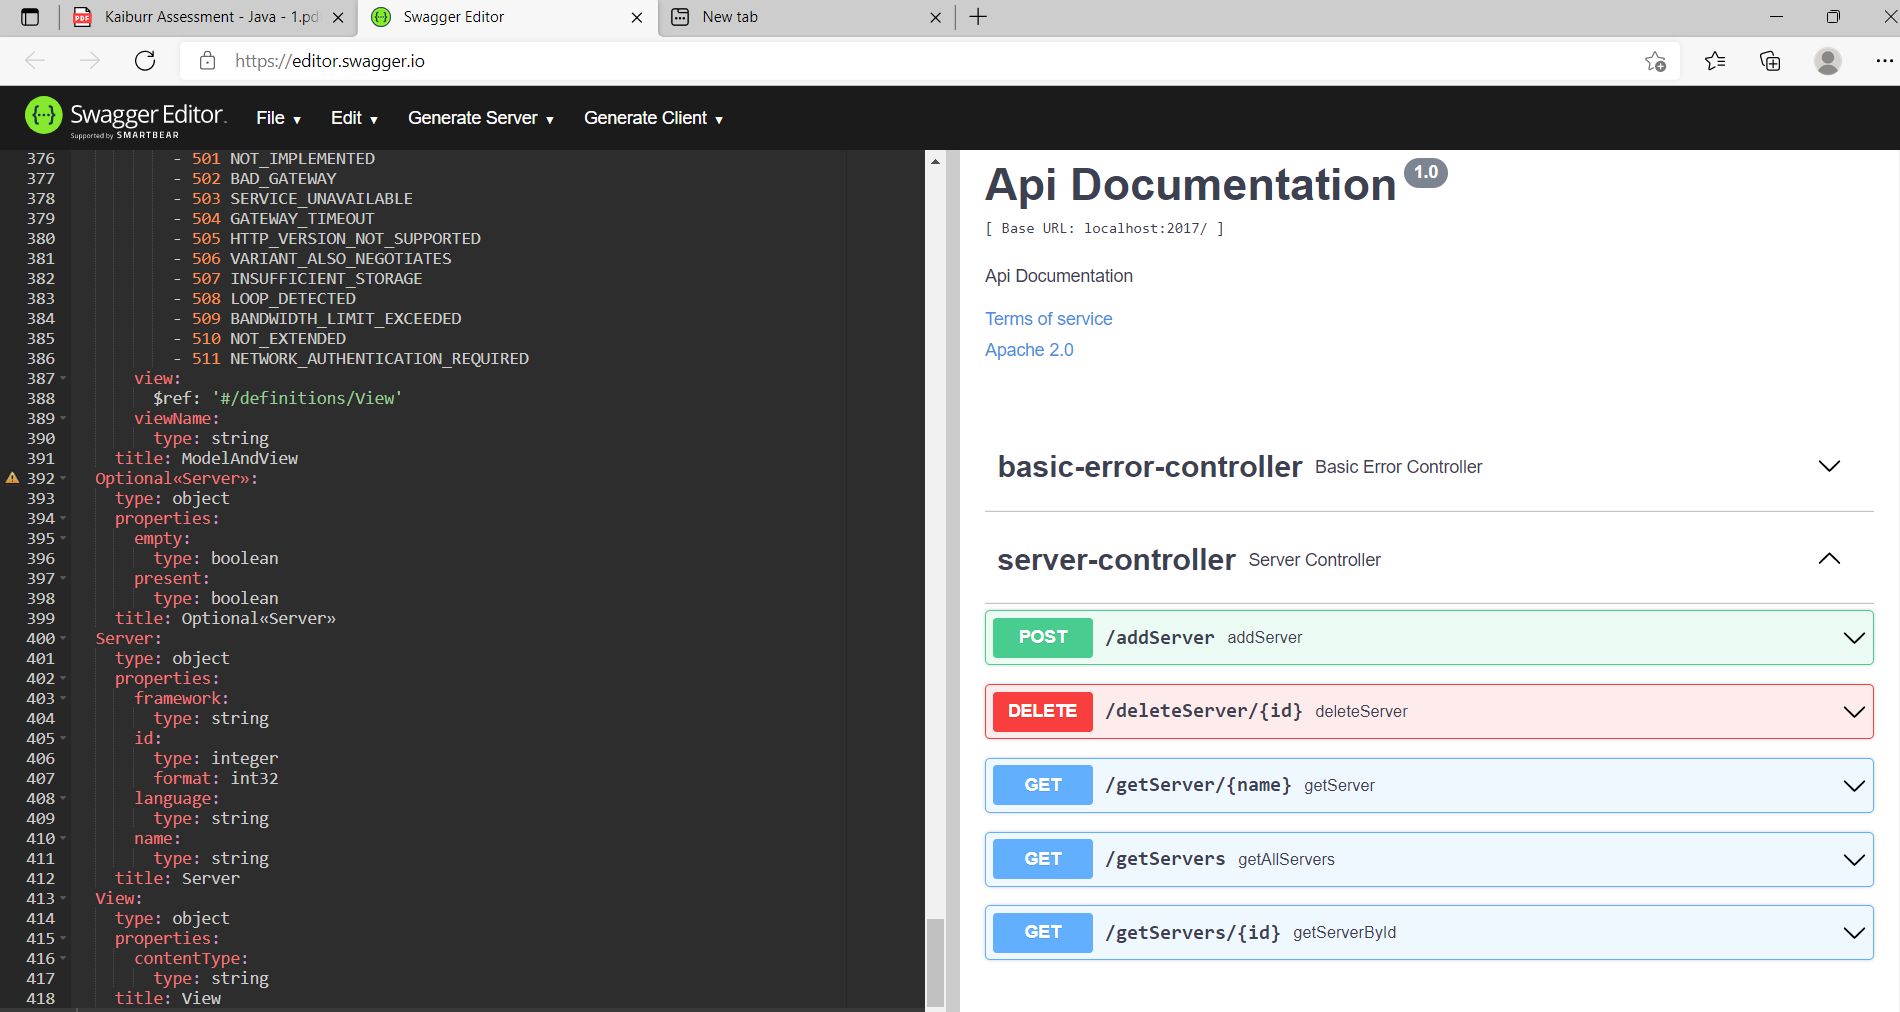 Kaiburr Assessment - Java - 1.pd
Swagger Editor
New tab
https://editor.swagger.io
Swagger Editor.
Supported by SMARTBEAR
File
Edit
Generate Server
Generate Client
376 - 501 NOT_IMPLEMENTED
377 - 502 BAD_GATEWAY
378 - 503 SERVICE_UNAVAILABLE
379 - 504 GATEWAY_TIMEOUT
380 - 505 HTTP_VERSION_NOT_SUPPORTED
381 - 506 VARIANT_ALSO_NEGOTIATES
382 - 507 INSUFFICIENT_STORAGE
383 - 508 LOOP_DETECTED
384 - 509 BANDWIDTH_LIMIT_EXCEEDED
385 - 510 NOT_EXTENDED
386 - 511 NETWORK_AUTHENTICATION_REQUIRED
387 view:
388 $ref: '#/definitions/View'
389 viewName:
390 type: string
391 title: ModelAndView
392 Optional«Server»:
393 type: object
394 properties:
395 empty:
396 type: boolean
397 present:
398 type: boolean
399 title: Optional«Server»
400 Server:
401 type: object
402 properties:
403 framework:
404 type: string
405 id:
406 type: integer
407 format: int32
408 language:
409 type: string
410 name:
411 type: string
412 title: Server
413 View:
414 type: object
415 properties:
416 contentType:
417 type: string
418 title: View
Api Documentation 1.0
[ Base URL: localhost:2017/ ]
Api Documentation
Terms of service
Apache 2.0
basic-error-controller Basic Error Controller
server-controller Server Controller
POST /addServer addServer
DELETE /deleteServer/{id} deleteServer
GET /getServer/{name} getServer
GET /getServers getAllServers
GET /getServers/{id} getServerById